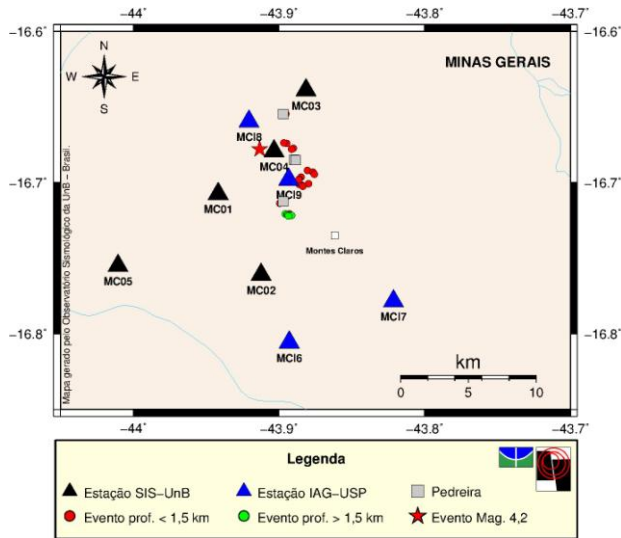 −44˚ −43.9˚ −43.8˚ −43.7˚
−16.6˚ −16.6˚
N
W E
S
MINAS GERAIS
MC03
MCI8
MC04
−16.7˚ −16.7˚
MCI9
MC01
Montes Claros
MC05
MC02
MCI7
−16.8˚ −16.8˚
MCI6
km
0 5 10
Mapa gerado pelo Observatório Sismológico da UnB − Brasil.
−44˚ −43.9˚ −43.8˚ −43.7˚
Legenda
Estação SIS−UnB Estação IAG−USP Pedreira
Evento prof. < 1,5 km Evento prof. > 1,5 km Evento Mag. 4,2